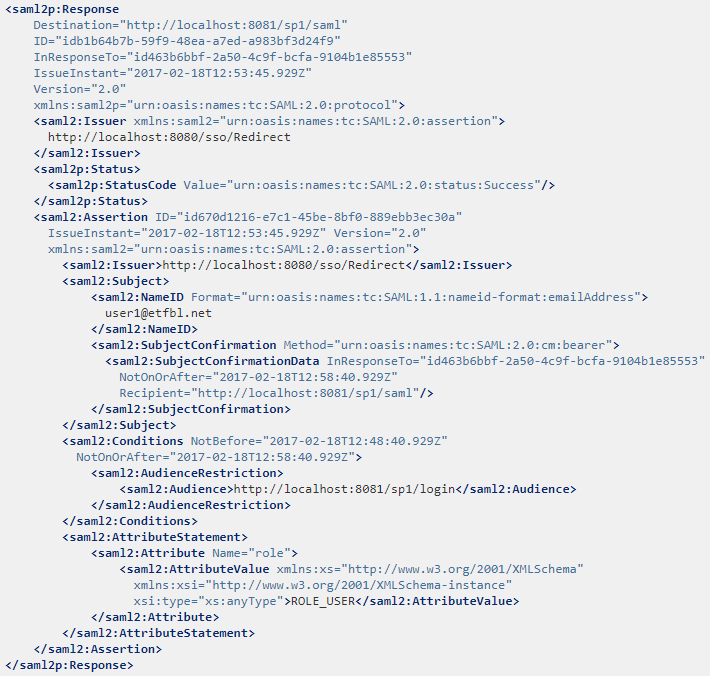 <saml2p:Response
Destination="http://localhost:8081/sp1/saml"
ID="idb1b64b7b-59f9-48ea-a7ed-a983bf3d24f9"
InResponseTo="id463b6bbf-2a50-4c9f-bcfa-9104b1e85553"
IssueInstant="2017-02-18T12:53:45.929Z"
Version="2.0"
xmlns:saml2p="urn:oasis:names:tc:SAML:2.0:protocol">
<saml2:Issuer xmlns:saml2="urn:oasis:names:tc:SAML:2.0:assertion">
http://localhost:8080/sso/Redirect
</saml2:Issuer>
<saml2p:Status>
<saml2p:StatusCode Value="urn:oasis:names:tc:SAML:2.0:status:Success"/>
</saml2p:Status>
<saml2:Assertion ID="id670d1216-e7c1-45be-8bf0-889ebb3ec30a"
IssueInstant="2017-02-18T12:53:45.929Z" Version="2.0"
xmlns:saml2="urn:oasis:names:tc:SAML:2.0:assertion">
<saml2:Issuer>http://localhost:8080/sso/Redirect</saml2:Issuer>
<saml2:Subject>
<saml2:NameID Format="urn:oasis:names:tc:SAML:1.1:nameid-format:emailAddress">
user1@etfbl.net
</saml2:NameID>
<saml2:SubjectConfirmation Method="urn:oasis:names:tc:SAML:2.0:cm:bearer">
<saml2:SubjectConfirmationData InResponseTo="id463b6bbf-2a50-4c9f-bcfa-9104b1e85553"
NotOnOrAfter="2017-02-18T12:58:40.929Z"
Recipient="http://localhost:8081/sp1/saml"/>
</saml2:SubjectConfirmation>
</saml2:Subject>
<saml2:Conditions NotBefore="2017-02-18T12:48:40.929Z"
NotOnOrAfter="2017-02-18T12:58:40.929Z">
<saml2:AudienceRestriction>
<saml2:Audience>http://localhost:8081/sp1/login</saml2:Audience>
</saml2:AudienceRestriction>
</saml2:Conditions>
<saml2:AttributeStatement>
<saml2:Attribute Name="role">
<saml2:AttributeValue xmlns:xs="http://www.w3.org/2001/XMLSchema"
xmlns:xsi="http://www.w3.org/2001/XMLSchema-instance"
xsi:type="xs:anyType">ROLE_USER</saml2:AttributeValue>
</saml2:Attribute>
</saml2:AttributeStatement>
</saml2:Assertion>
</saml2p:Response>